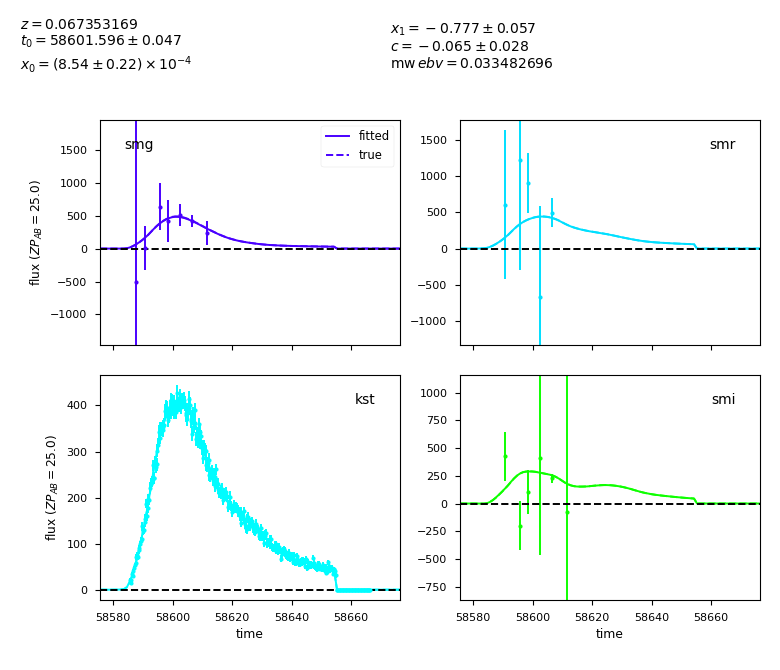 z = 0.067353169
t₀ = 58601.596 ± 0.047
x₀ = (8.54 ± 0.22) × 10⁻⁴
x₁ = −0.777 ± 0.057
c = −0.065 ± 0.028
mw ebv = 0.033482696
smg
fitted
true
1500
1000
500
0
−500
−1000
flux (ZP_AB = 25.0)
smr
1500
1000
500
0
−500
−1000
kst
400
300
200
100
0
flux (ZP_AB = 25.0)
58580 58600 58620 58640 58660
time
smi
1000
750
500
250
0
−250
−500
−750
58580 58600 58620 58640 58660
time